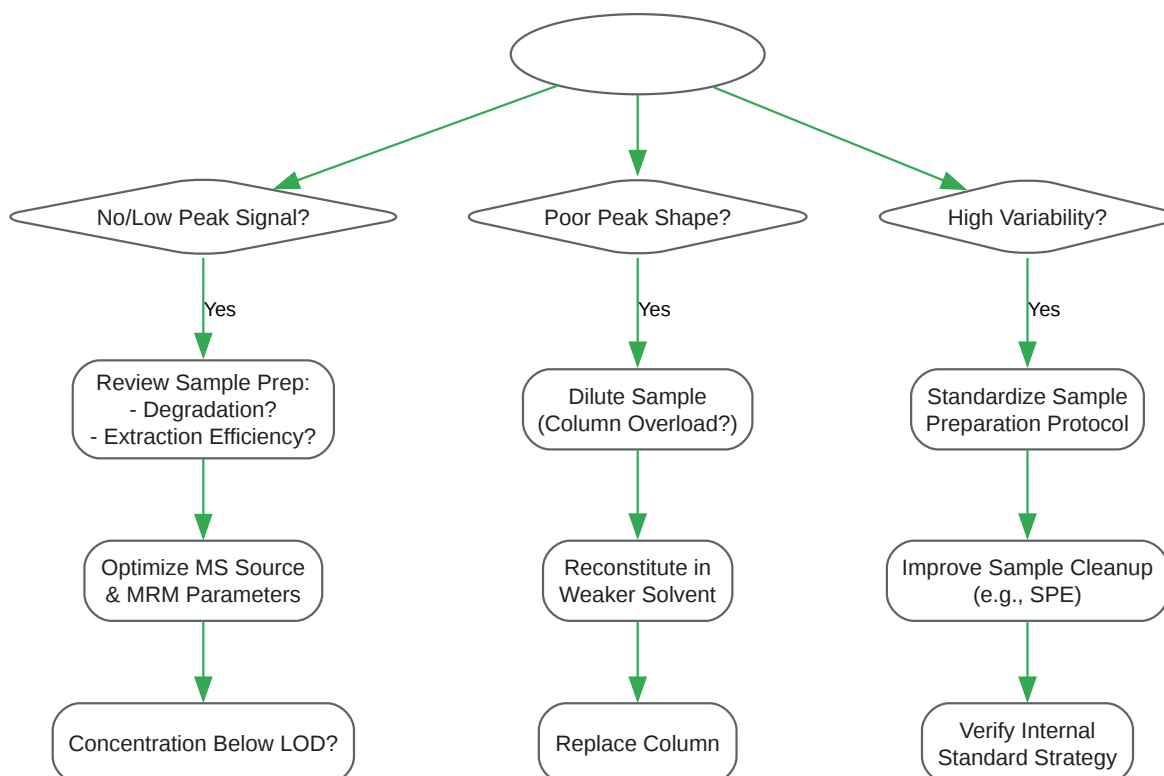 No/Low Peak Signal?
Poor Peak Shape?
High Variability?
Yes
Yes
Yes
Review Sample Prep:
- Degradation?
- Extraction Efficiency?
Dilute Sample
(Column Overload?)
Standardize Sample
Preparation Protocol
Optimize MS Source
& MRM Parameters
Reconstitute in
Weaker Solvent
Improve Sample Cleanup
(e.g., SPE)
Concentration Below LOD?
Replace Column
Verify Internal
Standard Strategy